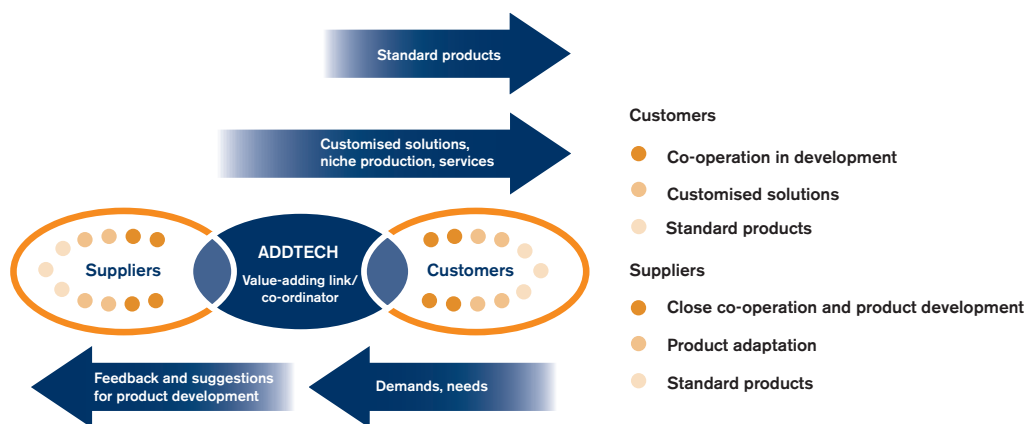 Standard products
Customised solutions,
niche production, services
Suppliers
ADDTECH
Value-adding link/
co-ordinator
Customers
Feedback and suggestions
for product development
Demands, needs
Customers
Co-operation in development
Customised solutions
Standard products
Suppliers
Close co-operation and product development
Product adaptation
Standard products